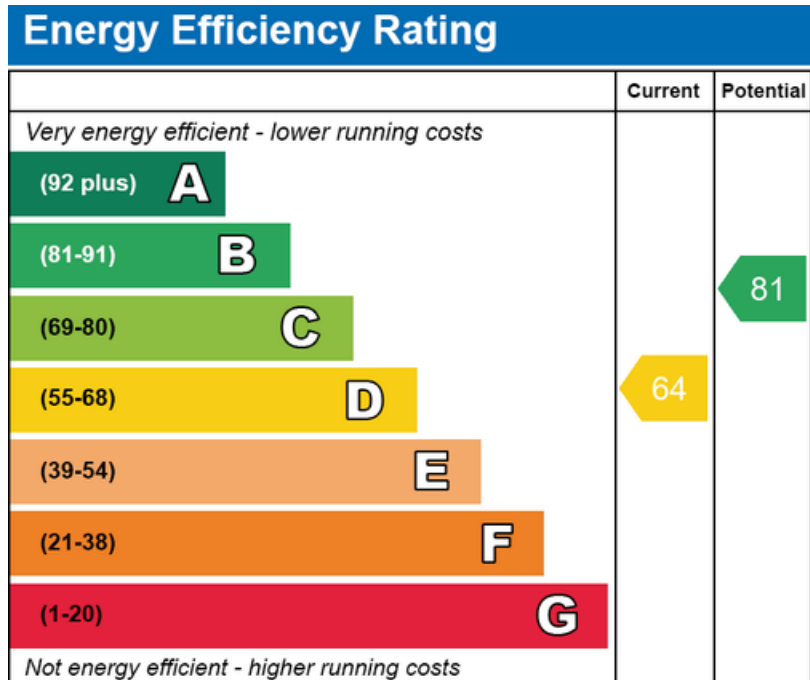 Energy Efficiency Rating
Current Potential
Very energy efficient - lower running costs
(92 plus) A
(81-91) B
81
(69-80) C
(55-68) D
64
(39-54) E
(21-38) F
(1-20) G
Not energy efficient - higher running costs